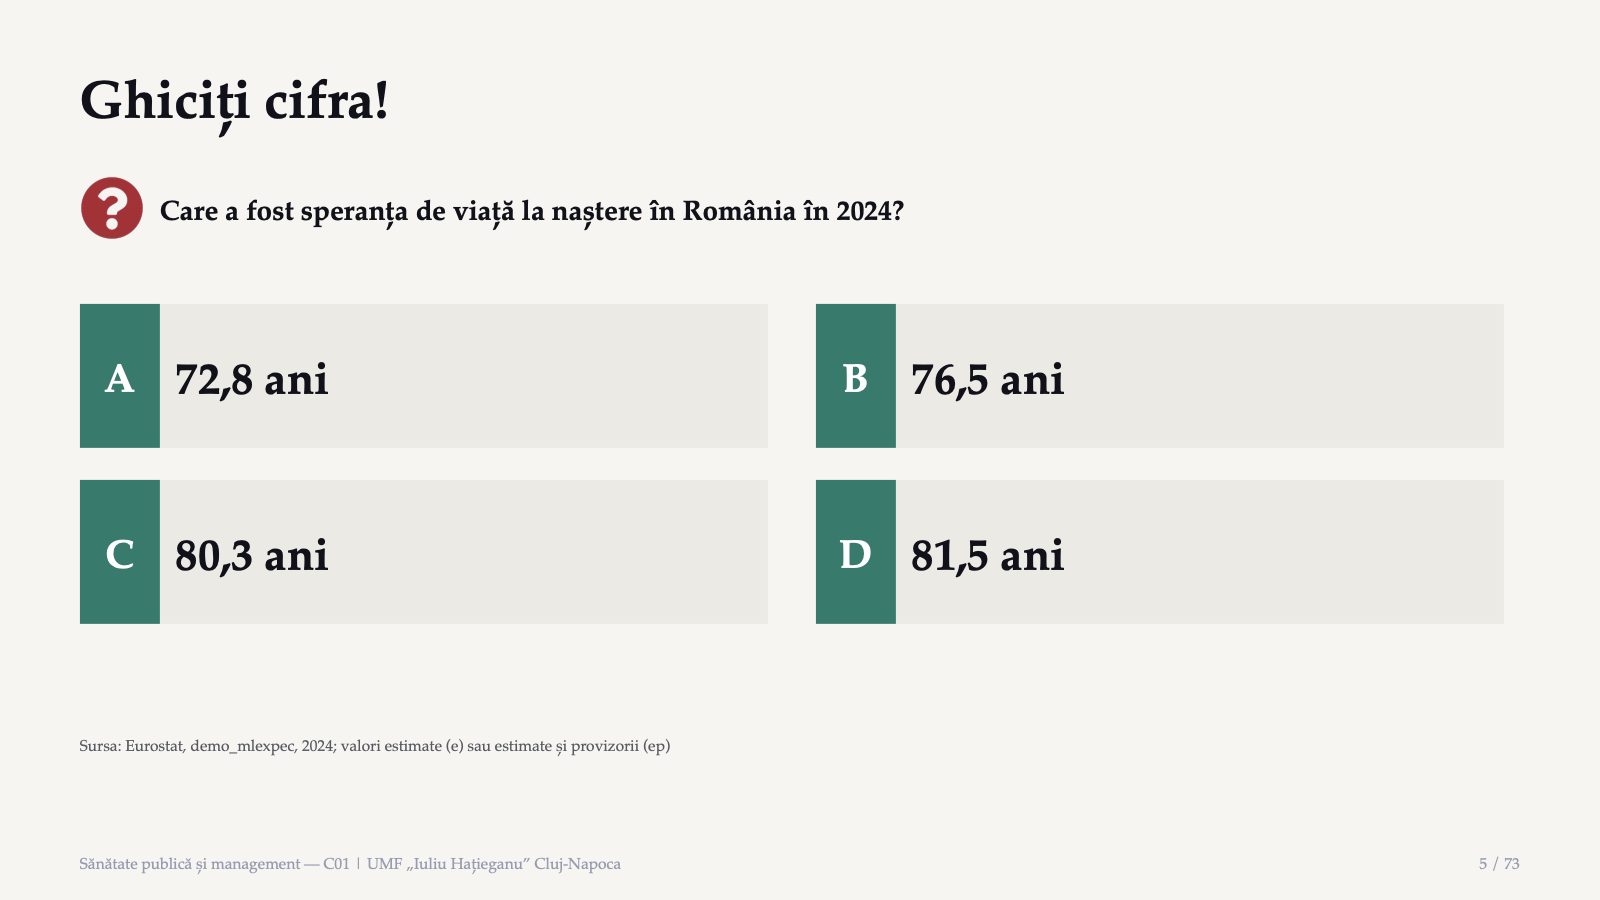 Ghiciți cifra!
?
Care a fost speranța de viață la naștere în România în 2024?
A
72,8 ani
B
76,5 ani
C
80,3 ani
D
81,5 ani
Sursa: Eurostat, demo_mlexpec, 2024; valori estimate (e) sau estimate și provizorii (ep)
Sănătate publică și management — C01 | UMF „Iuliu Hațieganu” Cluj-Napoca
5 / 73